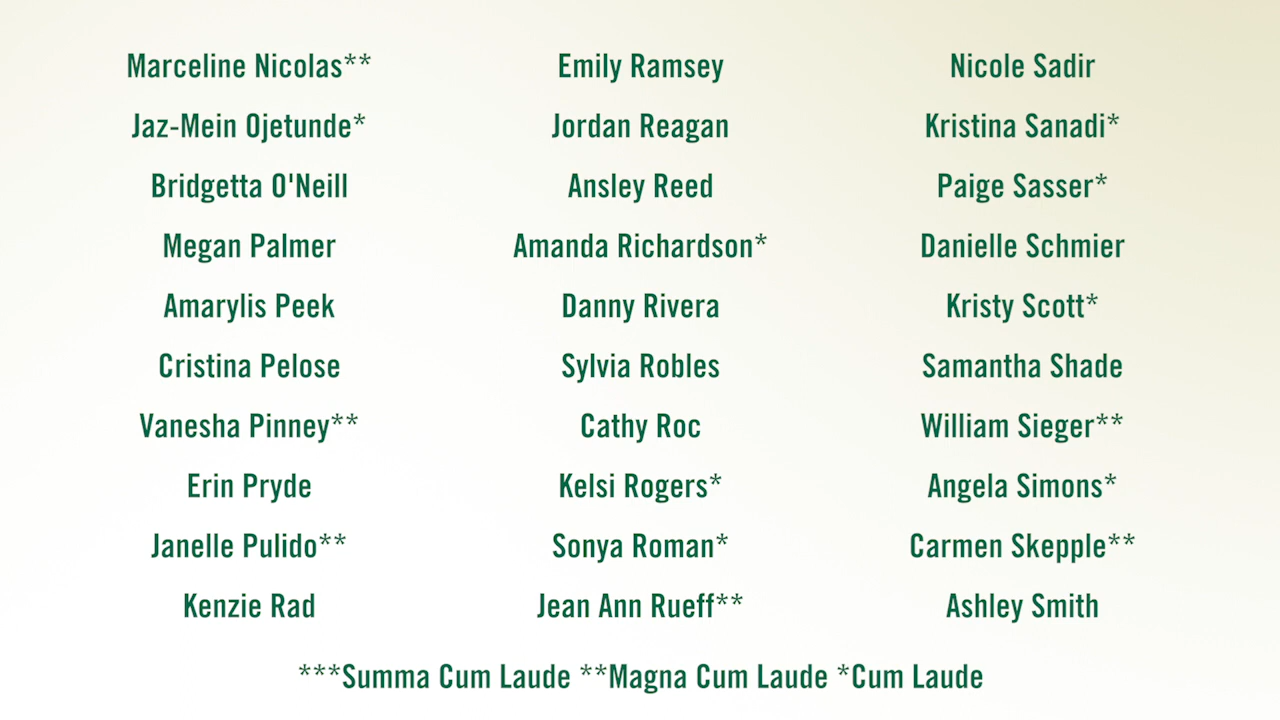 Marceline Nicolas**
Jaz-Mein Ojetunde*
Bridgetta O'Neill
Megan Palmer
Amarylis Peek
Cristina Pelose
Vanesha Pinney**
Erin Pryde
Janelle Pulido**
Kenzie Rad
Emily Ramsey
Jordan Reagan
Ansley Reed
Amanda Richardson*
Danny Rivera
Sylvia Robles
Cathy Roc
Kelsi Rogers*
Sonya Roman*
Jean Ann Rueff**
Nicole Sadir
Kristina Sanadi*
Paige Sasser*
Danielle Schmier
Kristy Scott*
Samantha Shade
William Sieger**
Angela Simons*
Carmen Skepple**
Ashley Smith
***Summa Cum Laude **Magna Cum Laude *Cum Laude